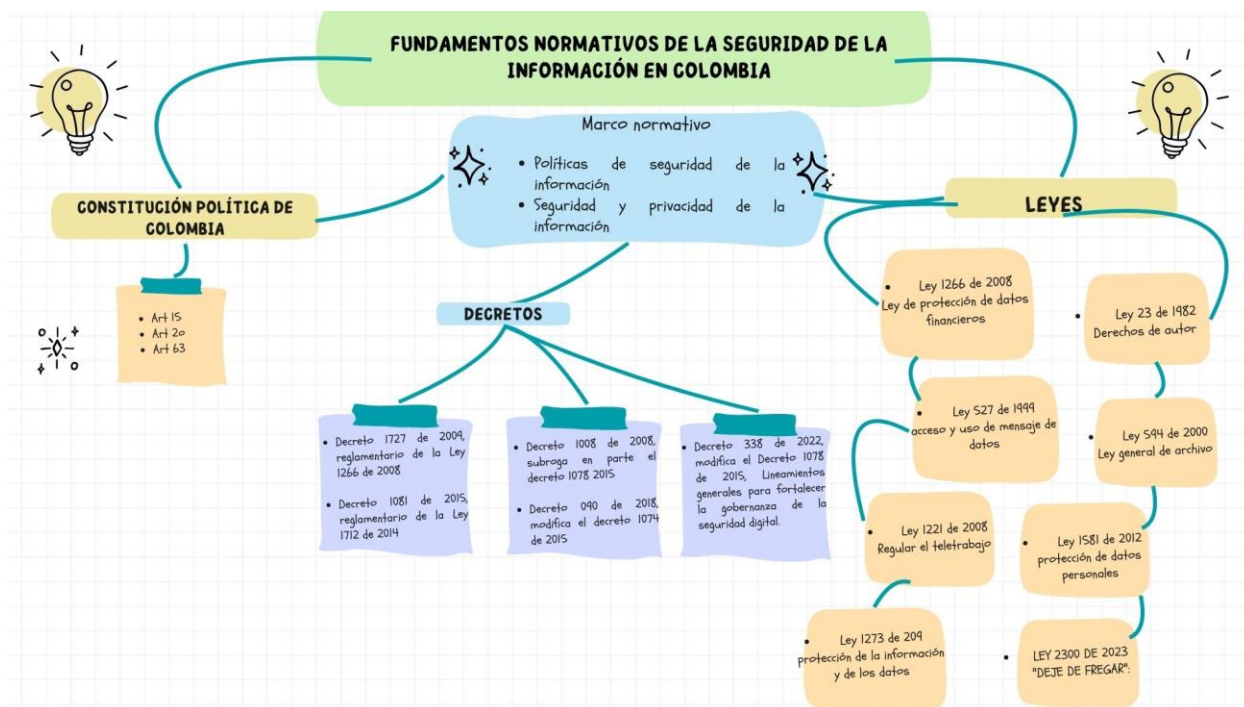 FUNDAMENTOS NORMATIVOS DE LA SEGURIDAD DE LA
INFORMACIÓN EN COLOMBIA
Marco normativo
• Políticas de seguridad de la
información
• Seguridad y privacidad de la
información
CONSTITUCIÓN POLÍTICA DE
COLOMBIA
• Art 15
• Art 20
• Art 63
DECRETOS
• Decreto 1727 de 2009,
reglamentario de la Ley
1266 de 2008
• Decreto 1081 de 2015,
reglamentario de la Ley
1712 de 2014
• Decreto 1008 de 2008,
subroga en parte el
decreto 1078 2015
• Decreto 090 de 2018,
modifica el decreto 1074
de 2015
• Decreto 338 de 2022,
modifica el Decreto 1078
de 2015, Lineamientos
generales para fortalecer
la gobernanza de la
seguridad digital.
LEYES
• Ley 1266 de 2008
Ley de protección de datos
financieros
• Ley 527 de 1999
acceso y uso de mensaje de
datos
• Ley 1221 de 2008
Regular el teletrabajo
• Ley 1273 de 209
protección de la información
y de los datos
• Ley 23 de 1982
Derechos de autor
• Ley 594 de 2000
Ley general de archivo
• Ley 1581 de 2012
protección de datos
personales
• LEY 2300 DE 2023
"DEJE DE FREGAR":